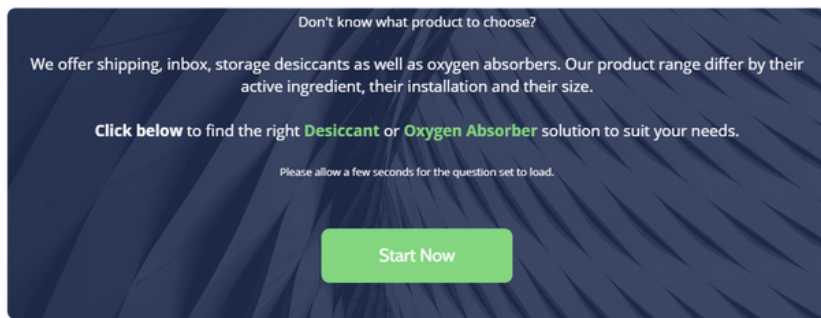 Don't know what product to choose?
We offer shipping, inbox, storage desiccants as well as oxygen absorbers. Our product range differ by their
active ingredient, their installation and their size.
Click below to find the right Desiccant or Oxygen Absorber solution to suit your needs.
Please allow a few seconds for the question set to load.
Start Now